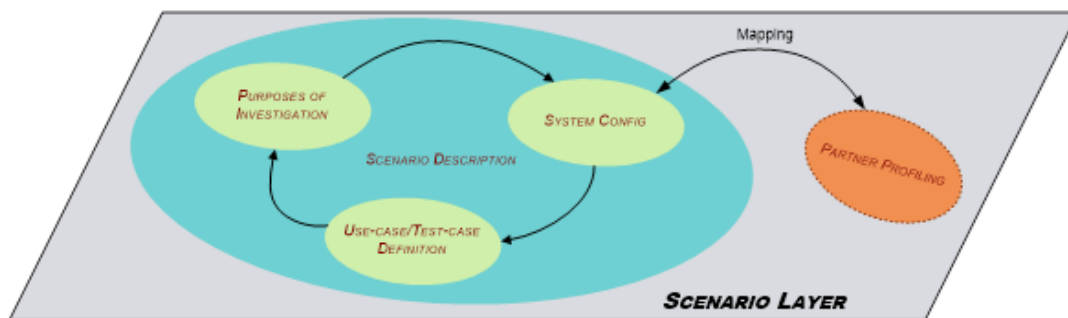 Mapping
PURPOSES OF
INVESTIGATION
SYSTEM CONFIG
PARTNER PROFILING
SCENARIO DESCRIPTION
USE-CASE/TEST-CASE
DEFINITION
SCENARIO LAYER